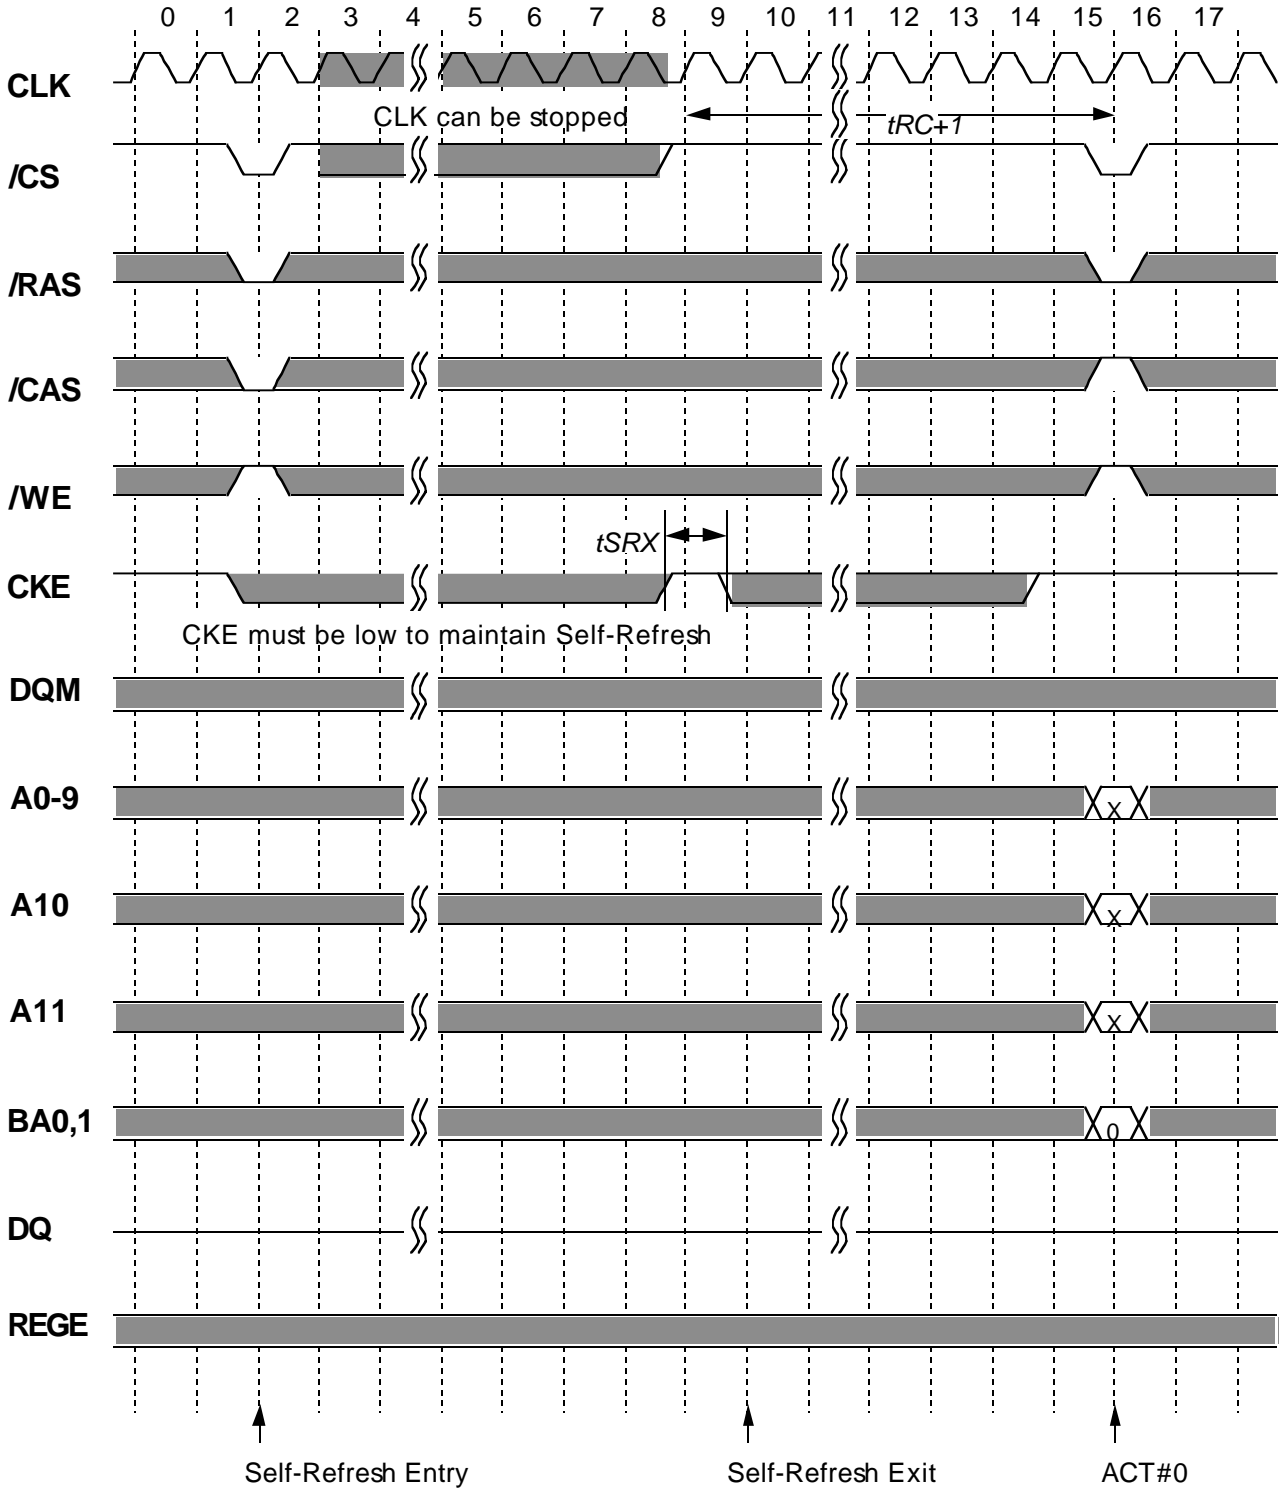 0 1 2 3 4 5 6 7 8 9 10 11 12 13 14 15 16 17
CLK
CLK can be stopped
tRC+1
/CS
/RAS
/CAS
/WE
tSRX
CKE
CKE must be low to maintain Self-Refresh
DQM
A0-9
X
A10
X
A11
X
BA0,1
0
DQ
REGE
Self-Refresh Entry
Self-Refresh Exit
ACT#0